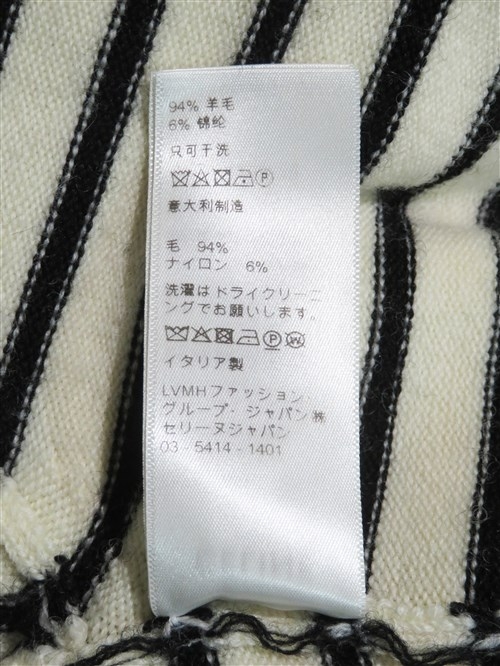 94% 羊毛
6% 锦纶
只可干洗
意大利制造
毛 94%
ナイロン 6%
洗濯はドライクリーニ
ングでお願いします。
イタリア製
LVMHファッション・
グループ・ジャパン㈱
セリーヌジャパン
03-5414-1401